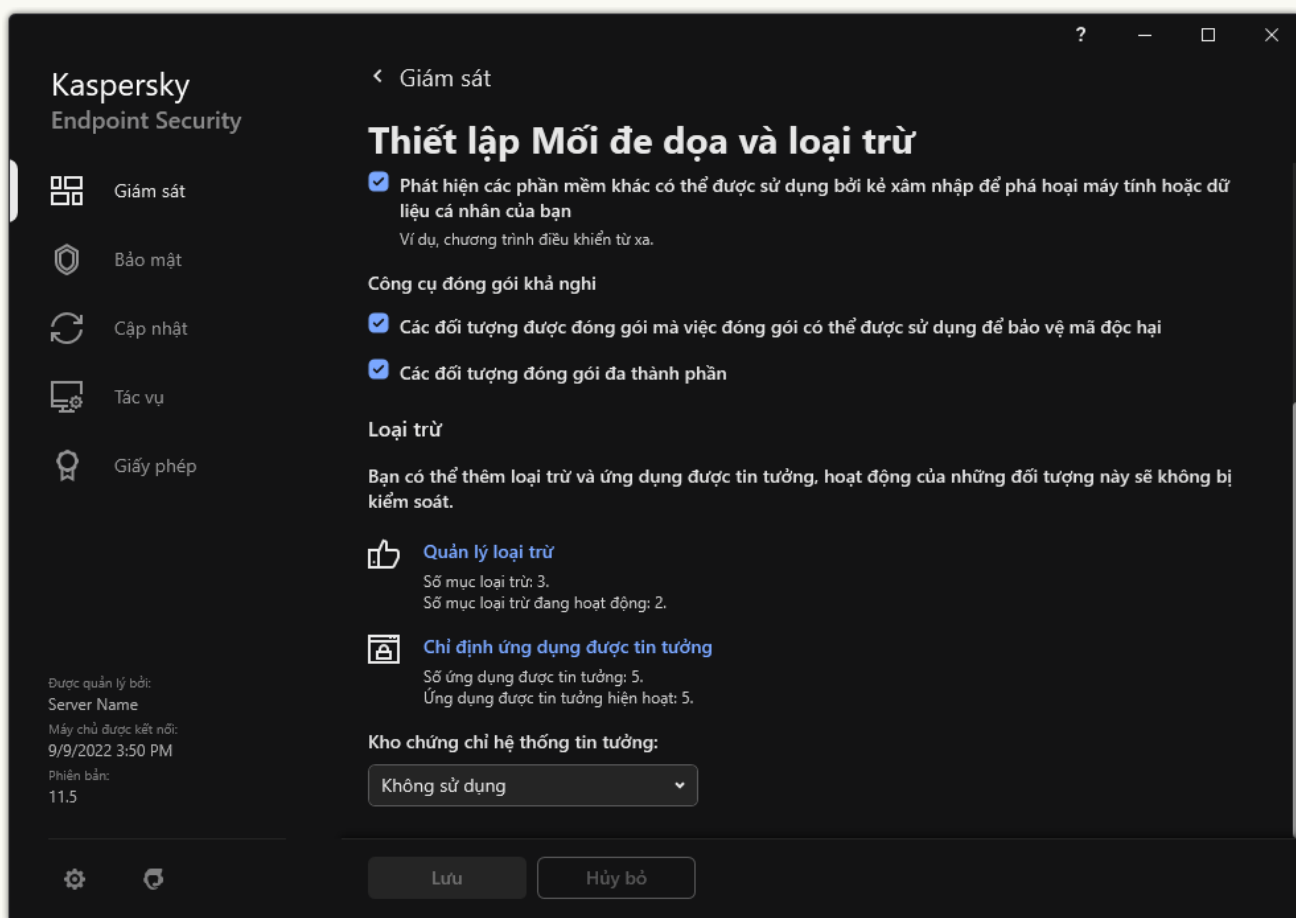 ?
Kaspersky
Endpoint Security
Giám sát
Bảo mật
Cập nhật
Tác vụ
Giấy phép
Được quản lý bởi:
Server Name
Máy chủ được kết nối:
9/9/2022 3:50 PM
Phiên bản:
11.5
Giám sát
Thiết lập Mối đe dọa và loại trừ
Phát hiện các phần mềm khác có thể được sử dụng bởi kẻ xâm nhập để phá hoại máy tính hoặc dữ
liệu cá nhân của bạn
Ví dụ, chương trình điều khiển từ xa.
Công cụ đóng gói khả nghi
Các đối tượng được đóng gói mà việc đóng gói có thể được sử dụng để bảo vệ mã độc hại
Các đối tượng đóng gói đa thành phần
Loại trừ
Bạn có thể thêm loại trừ và ứng dụng được tin tưởng, hoạt động của những đối tượng này sẽ không bị
kiểm soát.
Quản lý loại trừ
Số mục loại trừ: 3.
Số mục loại trừ đang hoạt động: 2.
Chỉ định ứng dụng được tin tưởng
Số ứng dụng được tin tưởng: 5.
Ứng dụng được tin tưởng hiện hoạt: 5.
Kho chứng chỉ hệ thống tin tưởng:
Không sử dụng
Lưu
Hủy bỏ